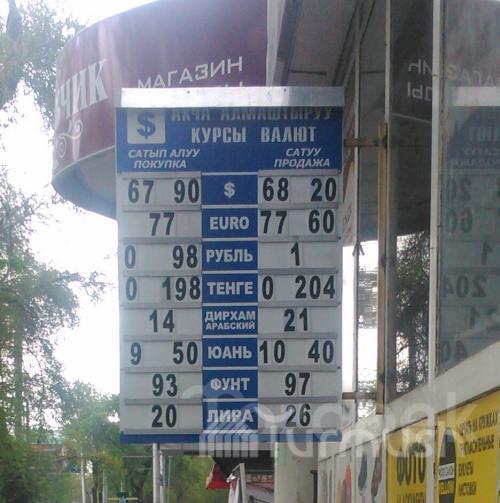 ЧИК
МАГАЗИН
$
АКЧА АЛМАШТЫРУУ
КУРСЫ ВАЛЮТ
САТЫП АЛУУ САТУУ
ПОКУПКА ПРОДАЖА
67 90 $ 68 20
77 EURO 77 60
0 98 РУБЛЬ 1
0 198 ТЕНГЕ 0 204
14 ДИРХАМ АРАБСКИЙ 21
9 50 ЮАНЬ 10 40
93 ФУНТ 97
20 ЛИРА 26
Turmush
ФОТО